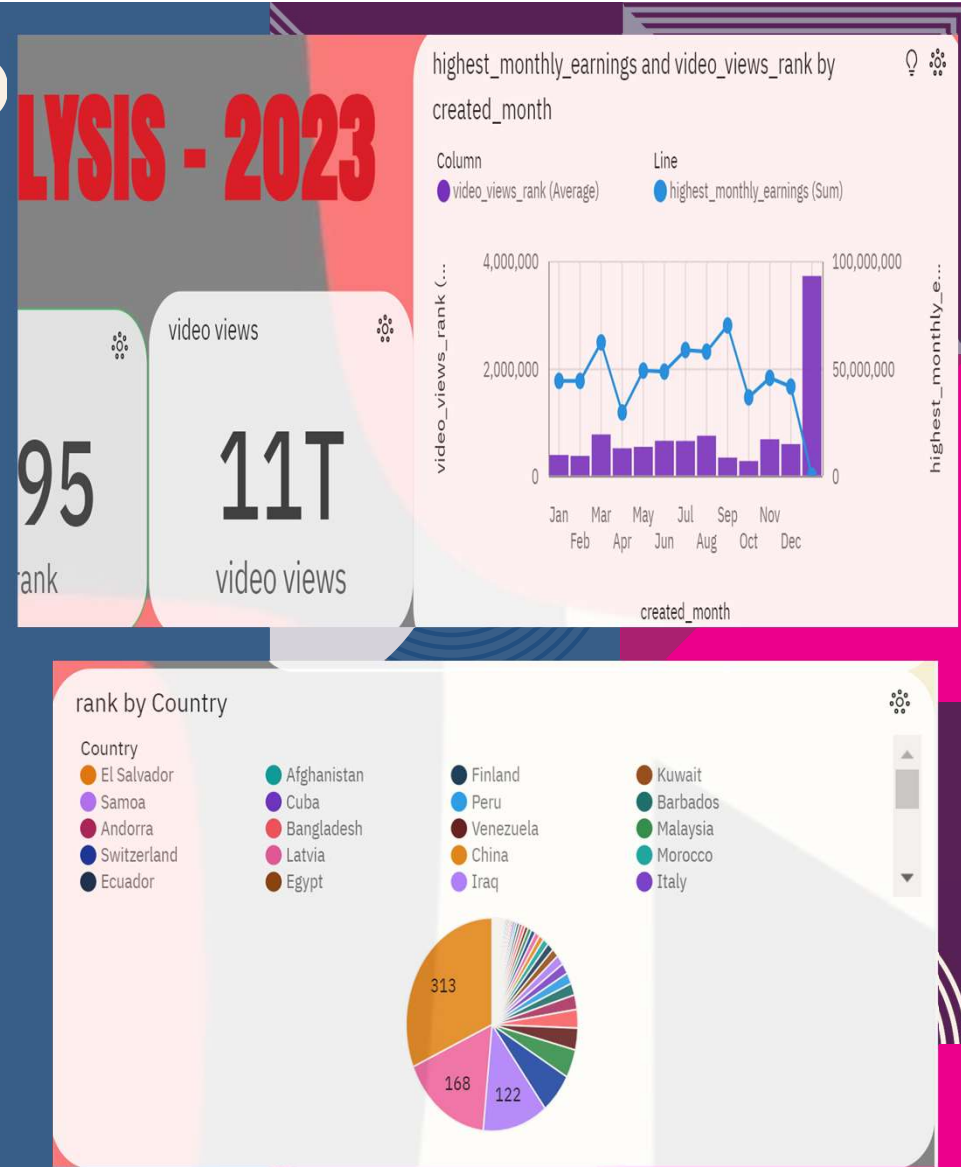 LYSIS - 2023
95
ank
video views
11T
video views
highest_monthly_earnings and video_views_rank by
created_month
Column
video_views_rank (Average)
Line
highest_monthly_earnings (Sum)
video_views_rank (...
4,000,000
2,000,000
0
100,000,000
50,000,000
0
highest_monthly_e...
Jan Mar May Jul Sep Nov
Feb Apr Jun Aug Oct Dec
created_month
rank by Country
Country
El Salvador Afghanistan Finland Kuwait
Samoa Cuba Peru Barbados
Andorra Bangladesh Venezuela Malaysia
Switzerland Latvia China Morocco
Ecuador Egypt Iraq Italy
313
168
122